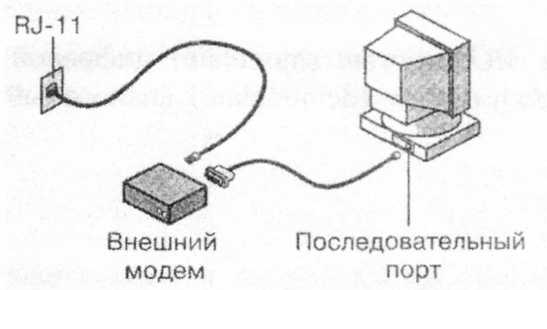 RJ-11
Внешний
модем
Последовательный
порт